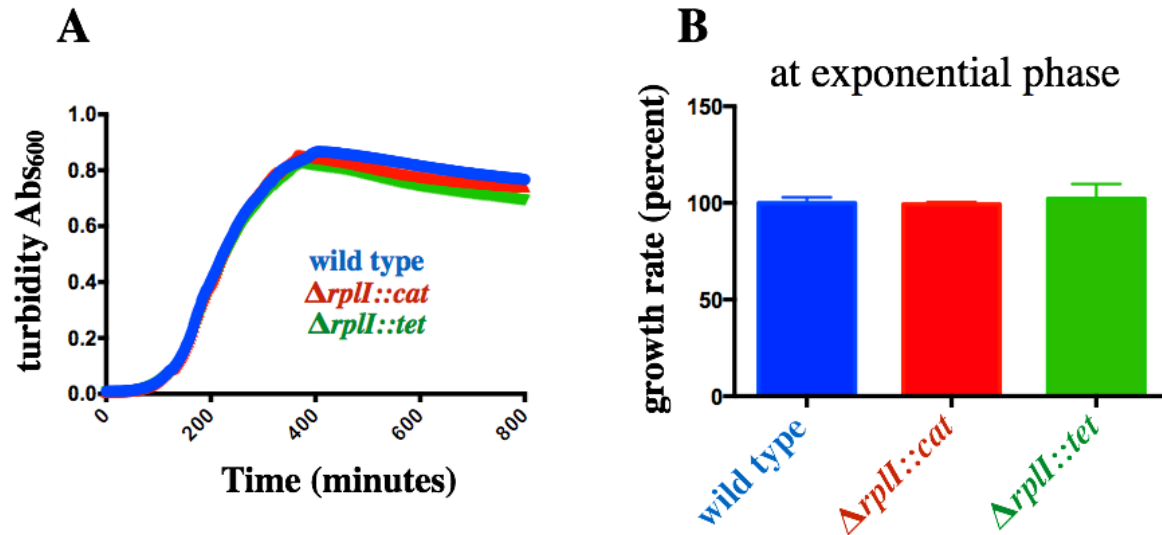 A
turbidity Abs600
1.0
0.8
0.6
0.4
0.2
0.0
0
200
400
600
800
Time (minutes)
wild type
ΔrplI::cat
ΔrplI::tet
B
at exponential phase
growth rate (percent)
150
100
50
0
wild type
ΔrplI::cat
ΔrplI::tet